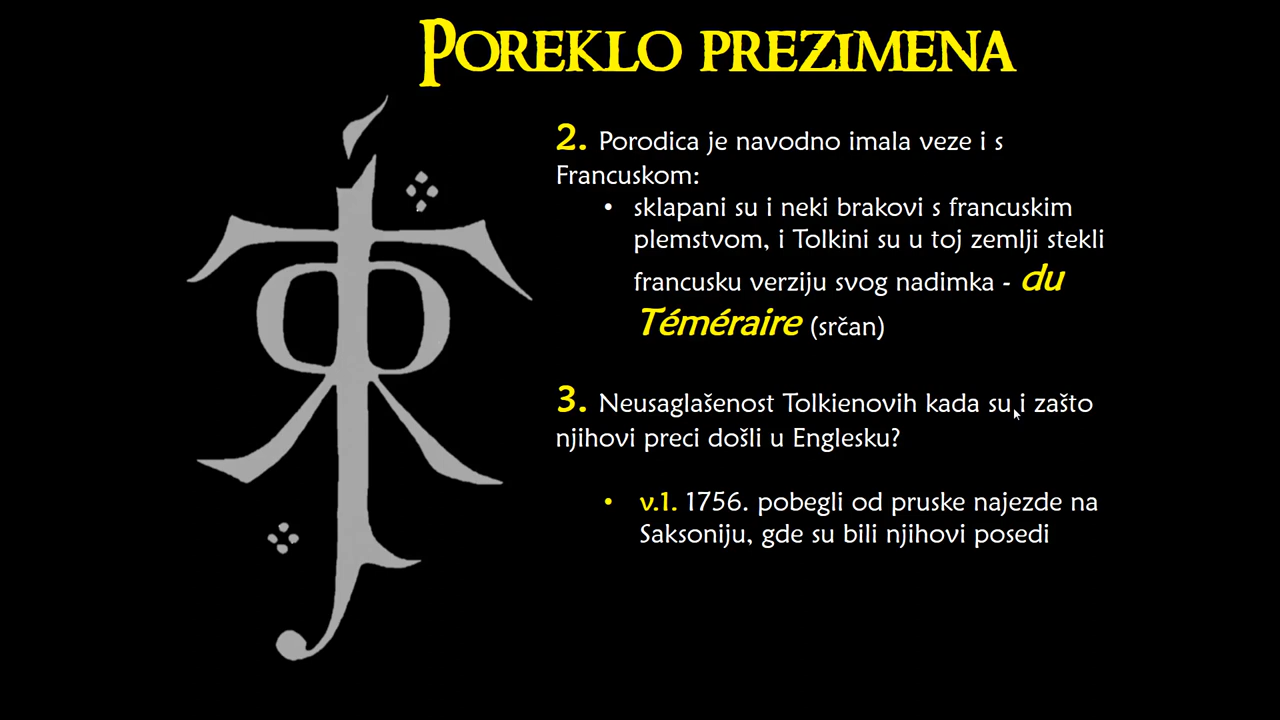 POREKLO PREZIMENA
2. Porodica je navodno imala veze i s
Francuskom:
• sklapani su i neki brakovi s francuskim
plemstvom, i Tolkini su u toj zemlji stekli
francusku verziju svog nadimka - du
Téméraire (srčan)
3. Neusaglašenost Tolkienovih kada su i zašto
njihovi preci došli u Englesku?
• v.1. 1756. pobegli od pruske najezde na
Saksoniju, gde su bili njihovi posedi